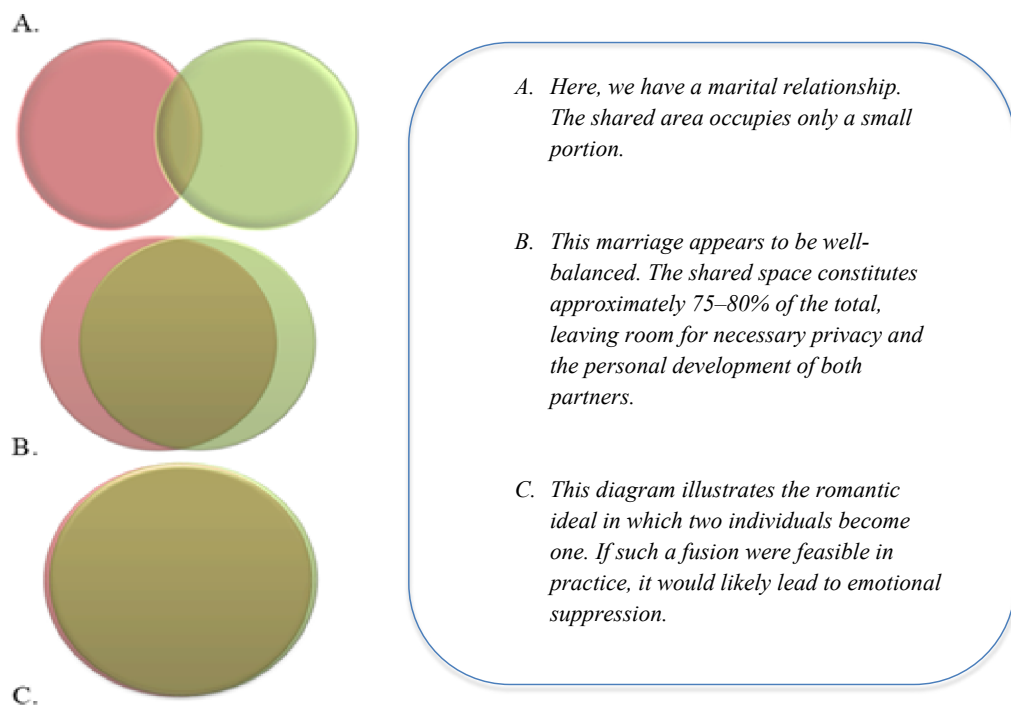 A.
B.
C.
A. Here, we have a marital relationship.
The shared area occupies only a small
portion.
B. This marriage appears to be well-
balanced. The shared space constitutes
approximately 75–80% of the total,
leaving room for necessary privacy and
the personal development of both
partners.
C. This diagram illustrates the romantic
ideal in which two individuals become
one. If such a fusion were feasible in
practice, it would likely lead to emotional
suppression.